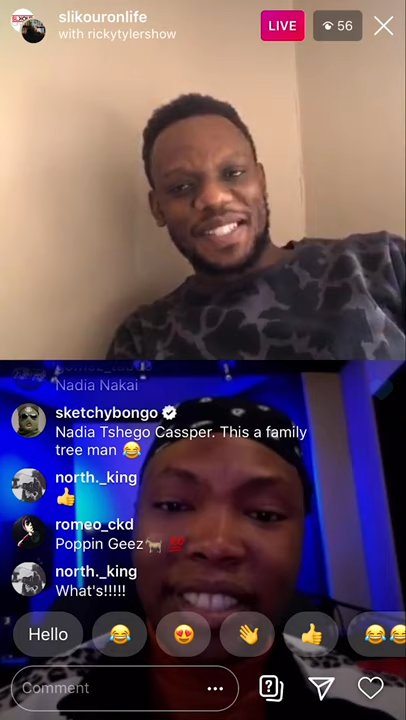 slikouronlife
with rickytylershow
LIVE
56
Nadia Nakai
sketchybongo
Nadia Tshego Cassper. This a family
tree man 😂
north._king
👍
romeo_ckd
Poppin Geez🐐 💯
north._king
What's!!!!!
Hello 😂 😍 👋 👍 😂😂
Comment